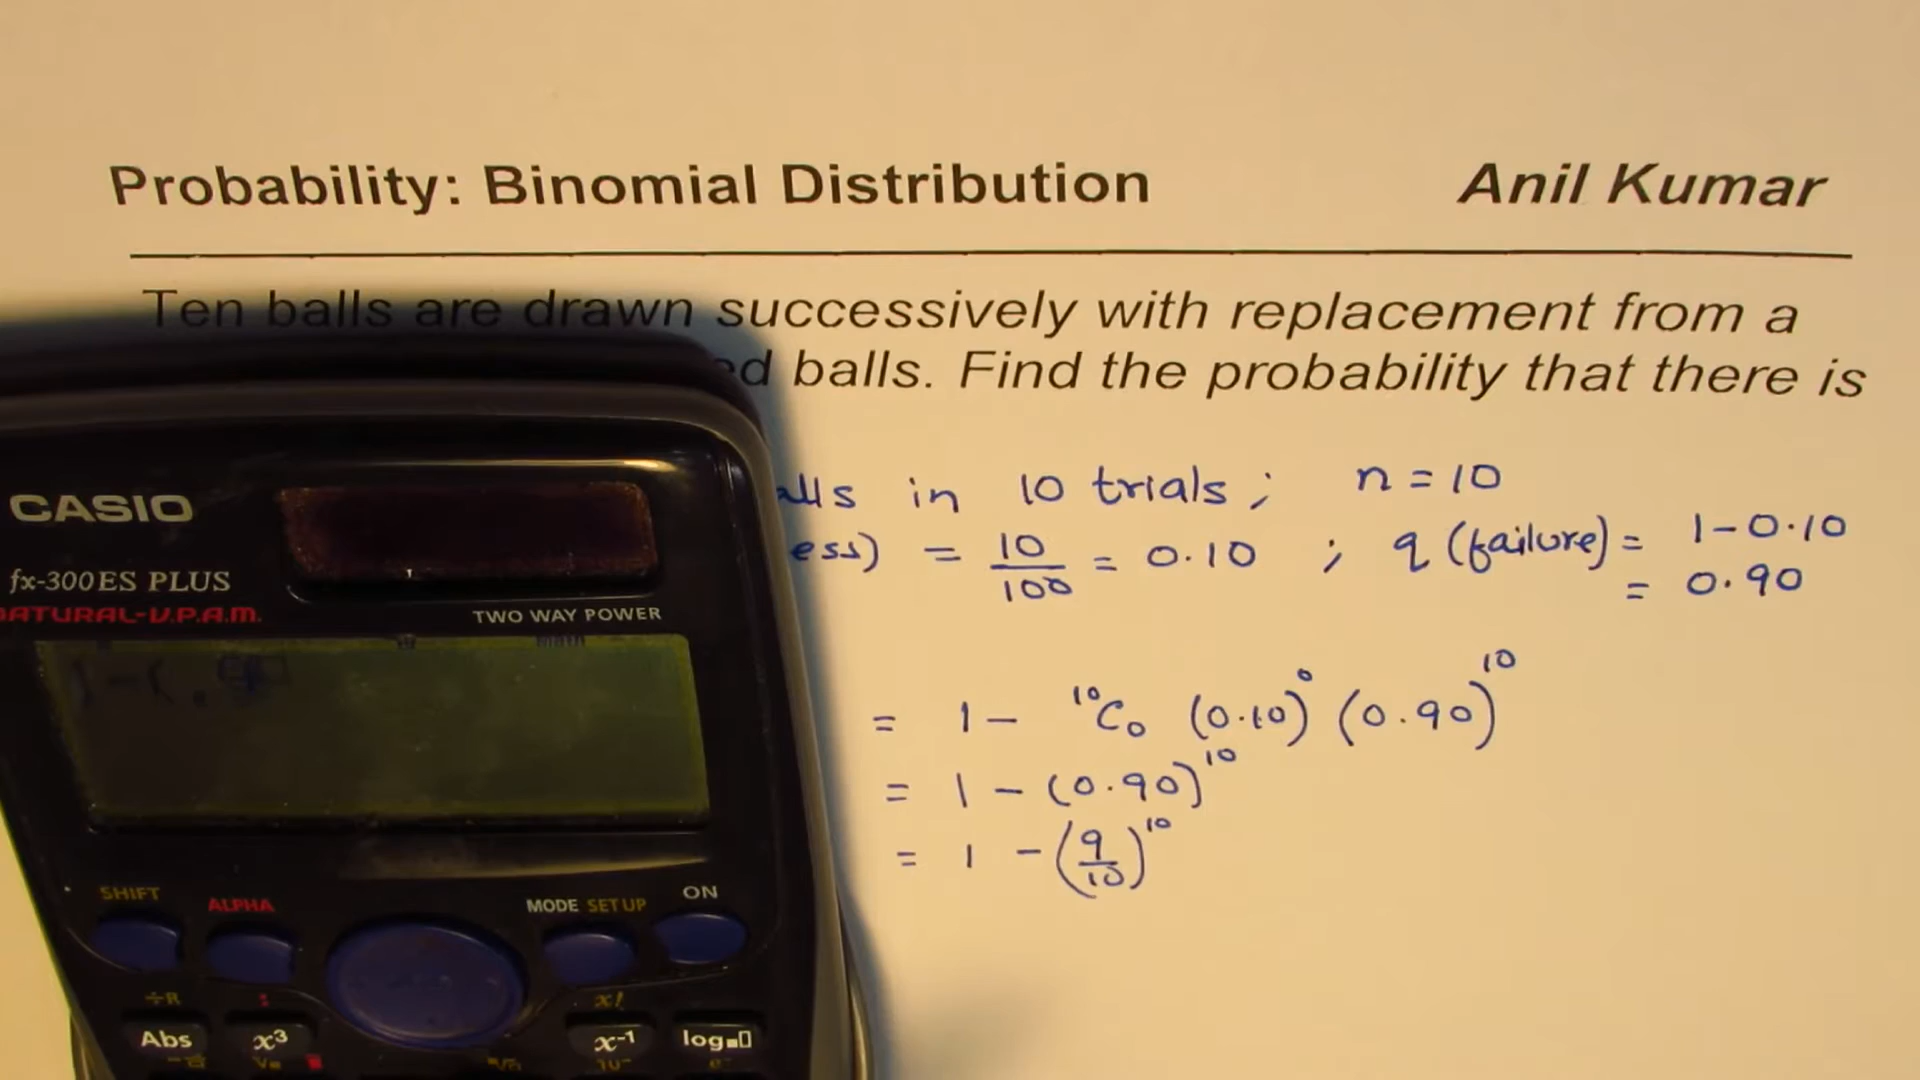 Probability: Binomial Distribution Anil Kumar
Ten balls are drawn successively with replacement from a
balls. Find the probability that there is
in 10 trials ; n = 10
= 10/100 = 0.10 ; q (failure) = 1 - 0.10
= 0.90
= 1 - ¹⁰C₀ (0.10)⁰ (0.90)¹⁰
= 1 - (0.90)¹⁰
= 1 - (9/10)¹⁰
CASIO
fx-300ES PLUS
NATURAL-V.P.A.M.
TWO WAY POWER
SHIFT ALPHA MODE SETUP ON
÷R : x!
Abs x³ x⁻¹ log